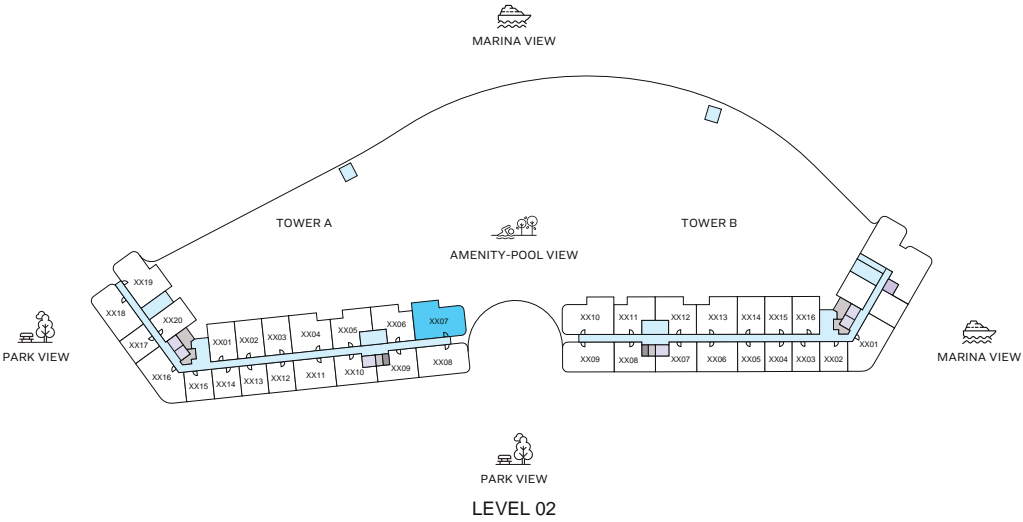 MARINA VIEW
TOWER A
TOWER B
AMENITY-POOL VIEW
XX19
XX18
XX20
XX17
XX16
XX15
XX14
XX13
XX12
XX11
XX10
XX09
XX08
XX01
XX02
XX03
XX04
XX05
XX06
XX07
XX10
XX11
XX12
XX13
XX14
XX15
XX16
XX09
XX08
XX07
XX06
XX05
XX04
XX03
XX02
XX01
PARK VIEW
MARINA VIEW
PARK VIEW
LEVEL 02